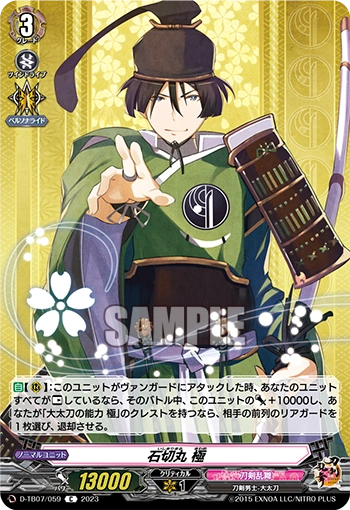 3
グレード
ツインドライブ
ペルソナライド
SAMPLE
このユニットがヴァンガードにアタックした時、あなたのユニット
すべてが しているなら、そのバトル中、このユニットの +10000し、あ
なたが「大太刀の能力 極」のクレストを持つなら、相手の前列のリアガードを
1枚選び、退却させる。
ノーマルユニット
石切丸 極
パワー 13000
クリティカル
1
刀剣乱舞
刀剣男士・大太刀
D-TB07/059 C 2023
©2015 EXNOA LLC/NITRO PLUS